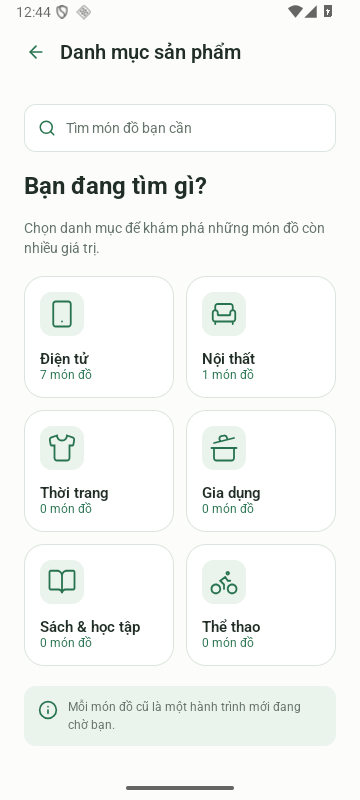 12:44
Danh mục sản phẩm
Tìm món đồ bạn cần
Bạn đang tìm gì?
Chọn danh mục để khám phá những món đồ còn
nhiều giá trị.
Điện tử
7 món đồ
Nội thất
1 món đồ
Thời trang
0 món đồ
Gia dụng
0 món đồ
Sách & học tập
0 món đồ
Thể thao
0 món đồ
Mỗi món đồ cũ là một hành trình mới đang
chờ bạn.